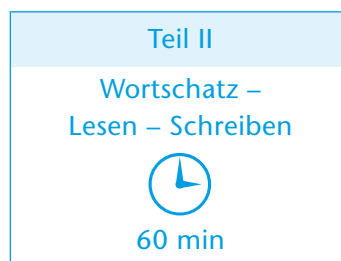 Teil II
Wortschatz –
Lesen – Schreiben
60 min